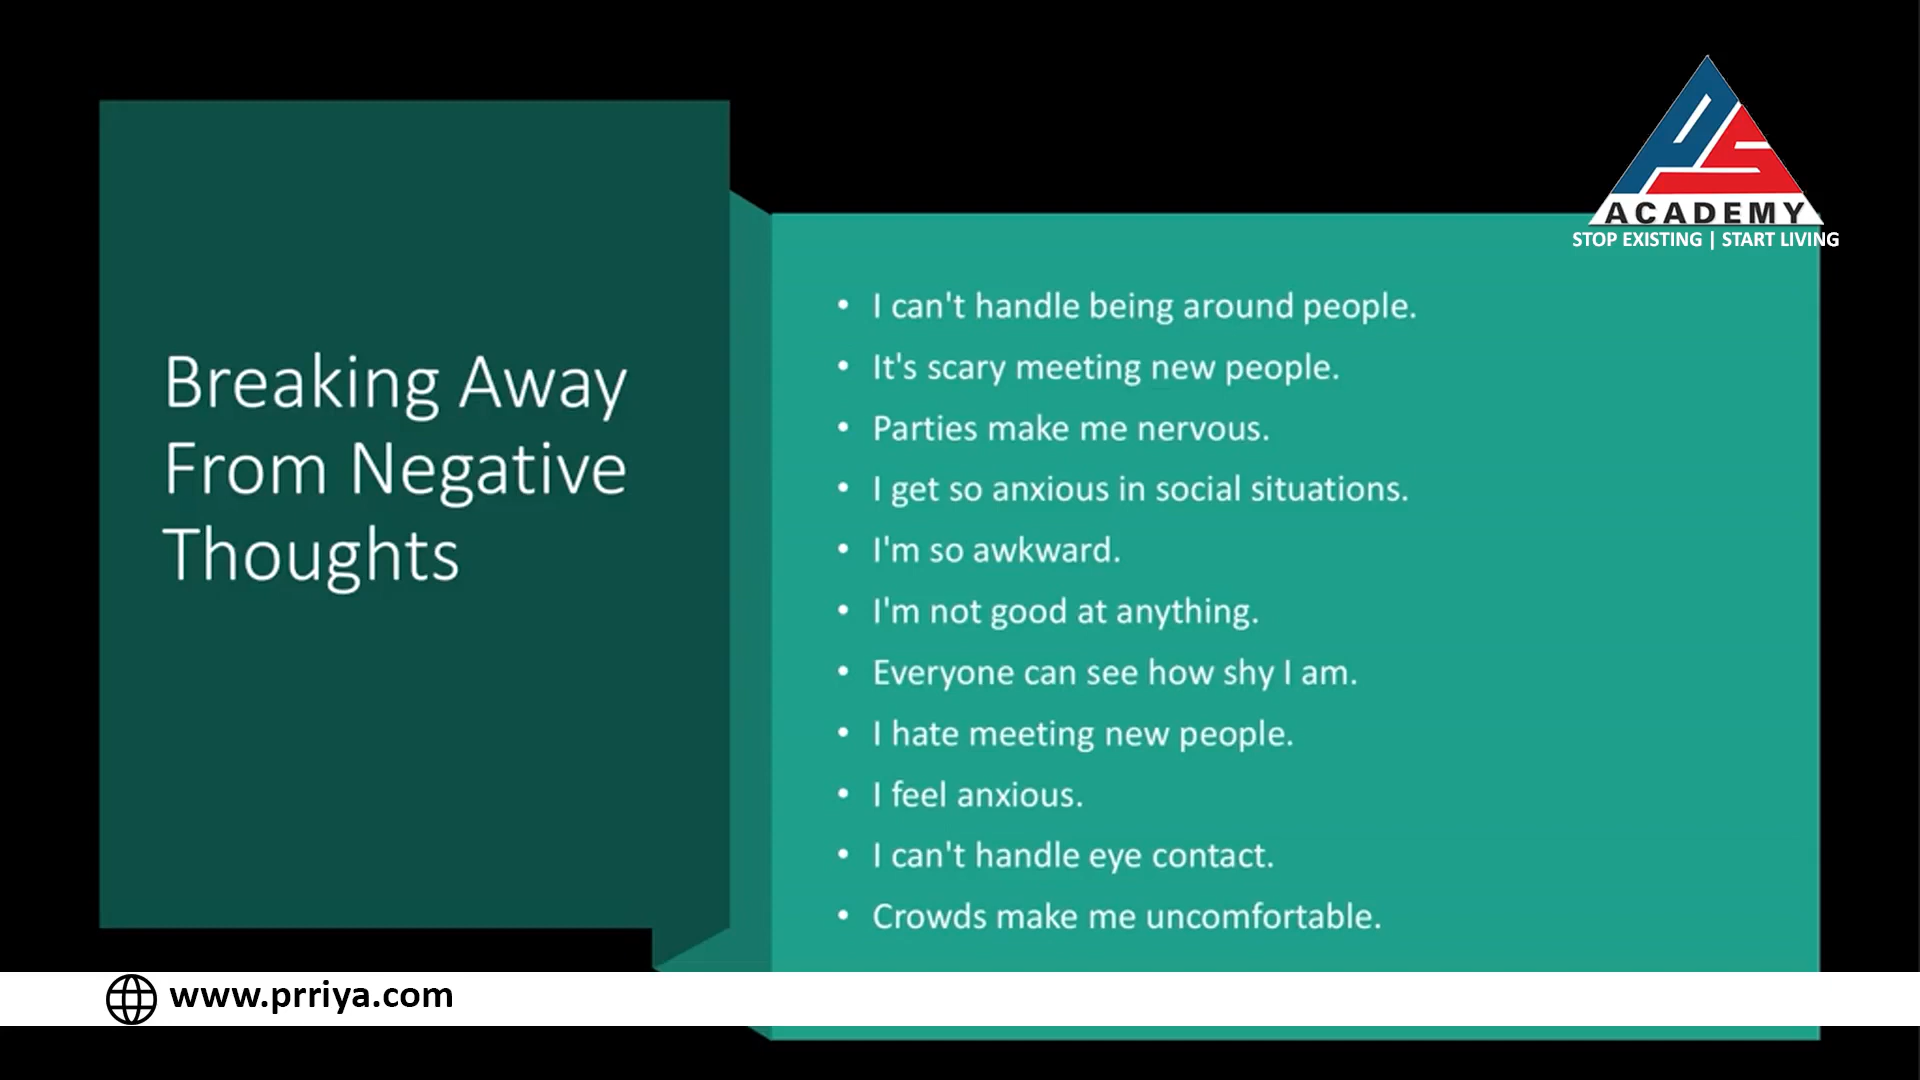 Breaking Away
From Negative
Thoughts
PS
ACADEMY
STOP EXISTING | START LIVING
• I can't handle being around people.
• It's scary meeting new people.
• Parties make me nervous.
• I get so anxious in social situations.
• I'm so awkward.
• I'm not good at anything.
• Everyone can see how shy I am.
• I hate meeting new people.
• I feel anxious.
• I can't handle eye contact.
• Crowds make me uncomfortable.
www.prriya.com